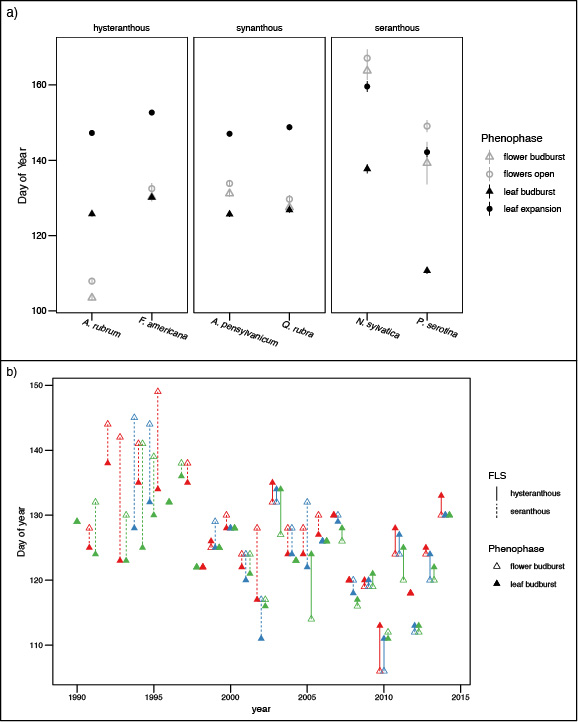 a)
hysteranthous synanthous seranthous
160
140
120
100
Day of Year
A. rubrum F. americana A. pensylvanicum Q. rubra N. sylvatica P. serotina
Phenophase
flower budburst
flowers open
leaf budburst
leaf expansion
b)
150
140
130
120
110
Day of year
1990 1995 2000 2005 2010 2015
year
FLS
hysteranthous
seranthous
Phenophase
flower budburst
leaf budburst